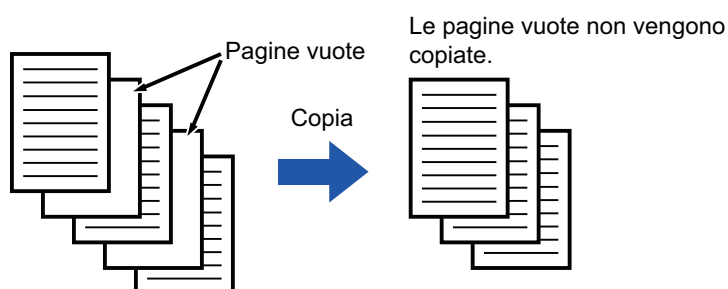 Pagine vuote
Copia
Le pagine vuote non vengono
copiate.